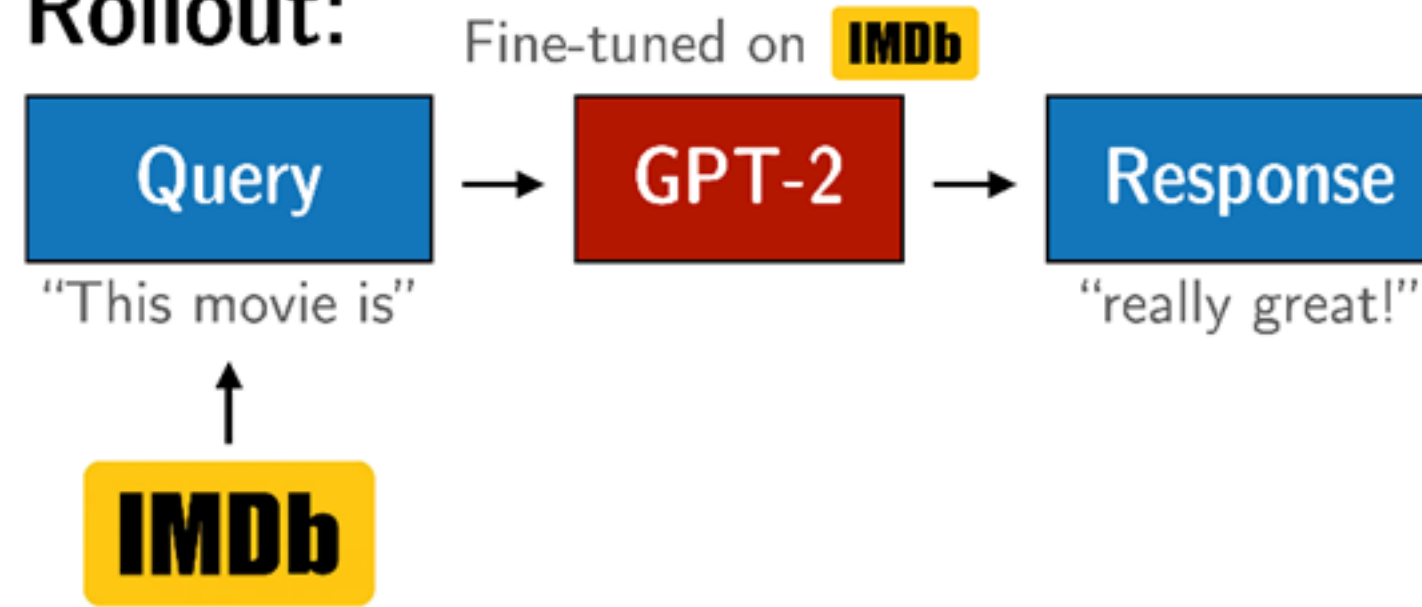 Rollout:
Fine-tuned on IMDb
Query
GPT-2
Response
“This movie is”
“really great!”
IMDb